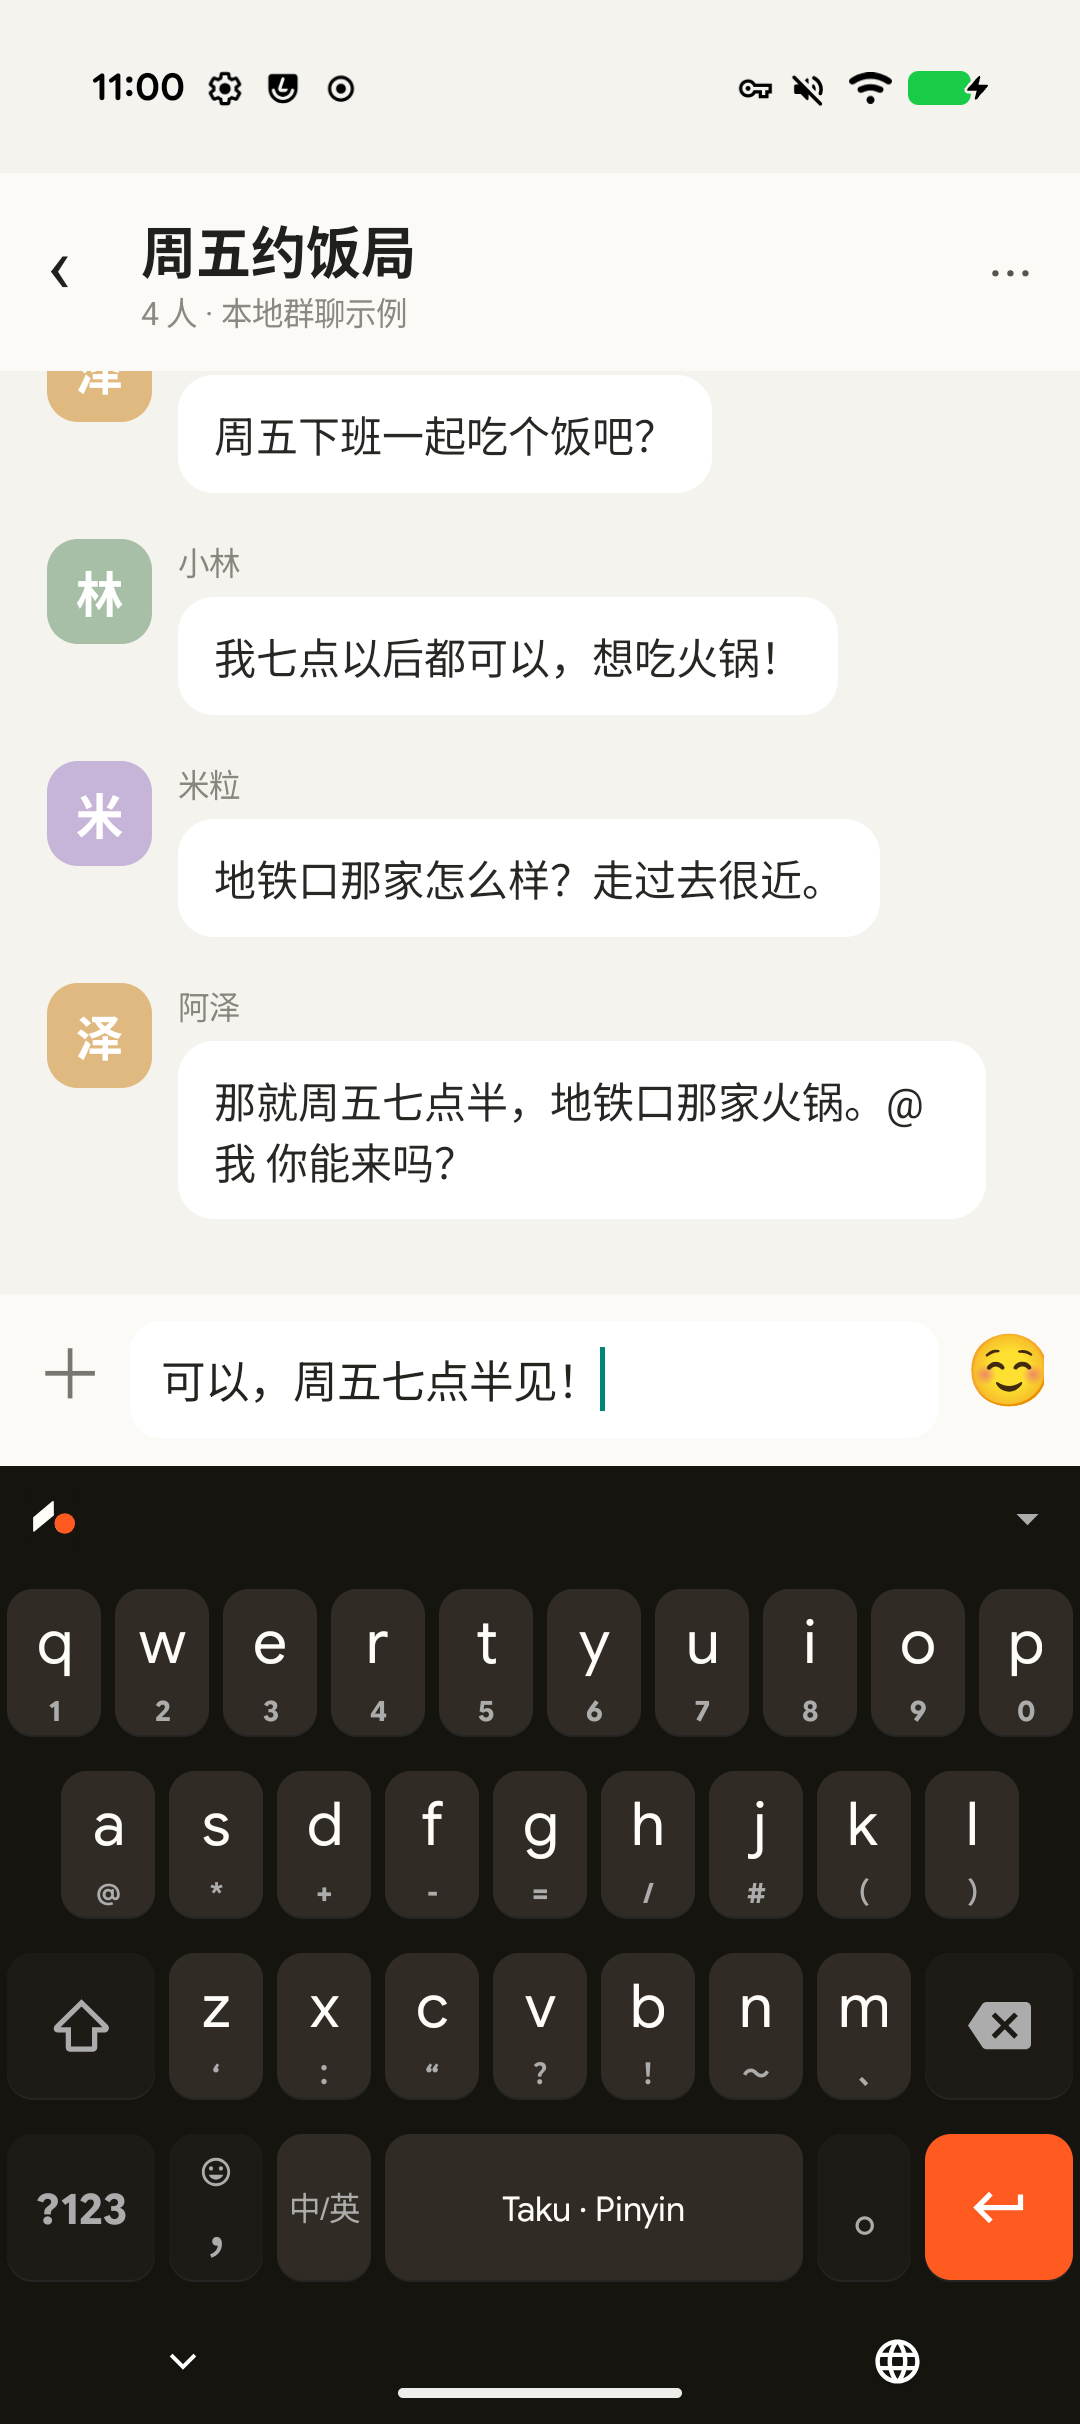 11:00
周五约饭局
4 人 · 本地群聊示例
泽
周五下班一起吃个饭吧？
林
小林
我七点以后都可以，想吃火锅！
米
米粒
地铁口那家怎么样？走过去很近。
泽
阿泽
那就周五七点半，地铁口那家火锅。@
我 你能来吗？
可以，周五七点半见！
q w e r t y u i o p
1 2 3 4 5 6 7 8 9 0
a s d f g h j k l
@ * + - = / # ( )
z x c v b n m
‘ : “ ? ! ～ 、
?123 ， 中/英 Taku · Pinyin 。